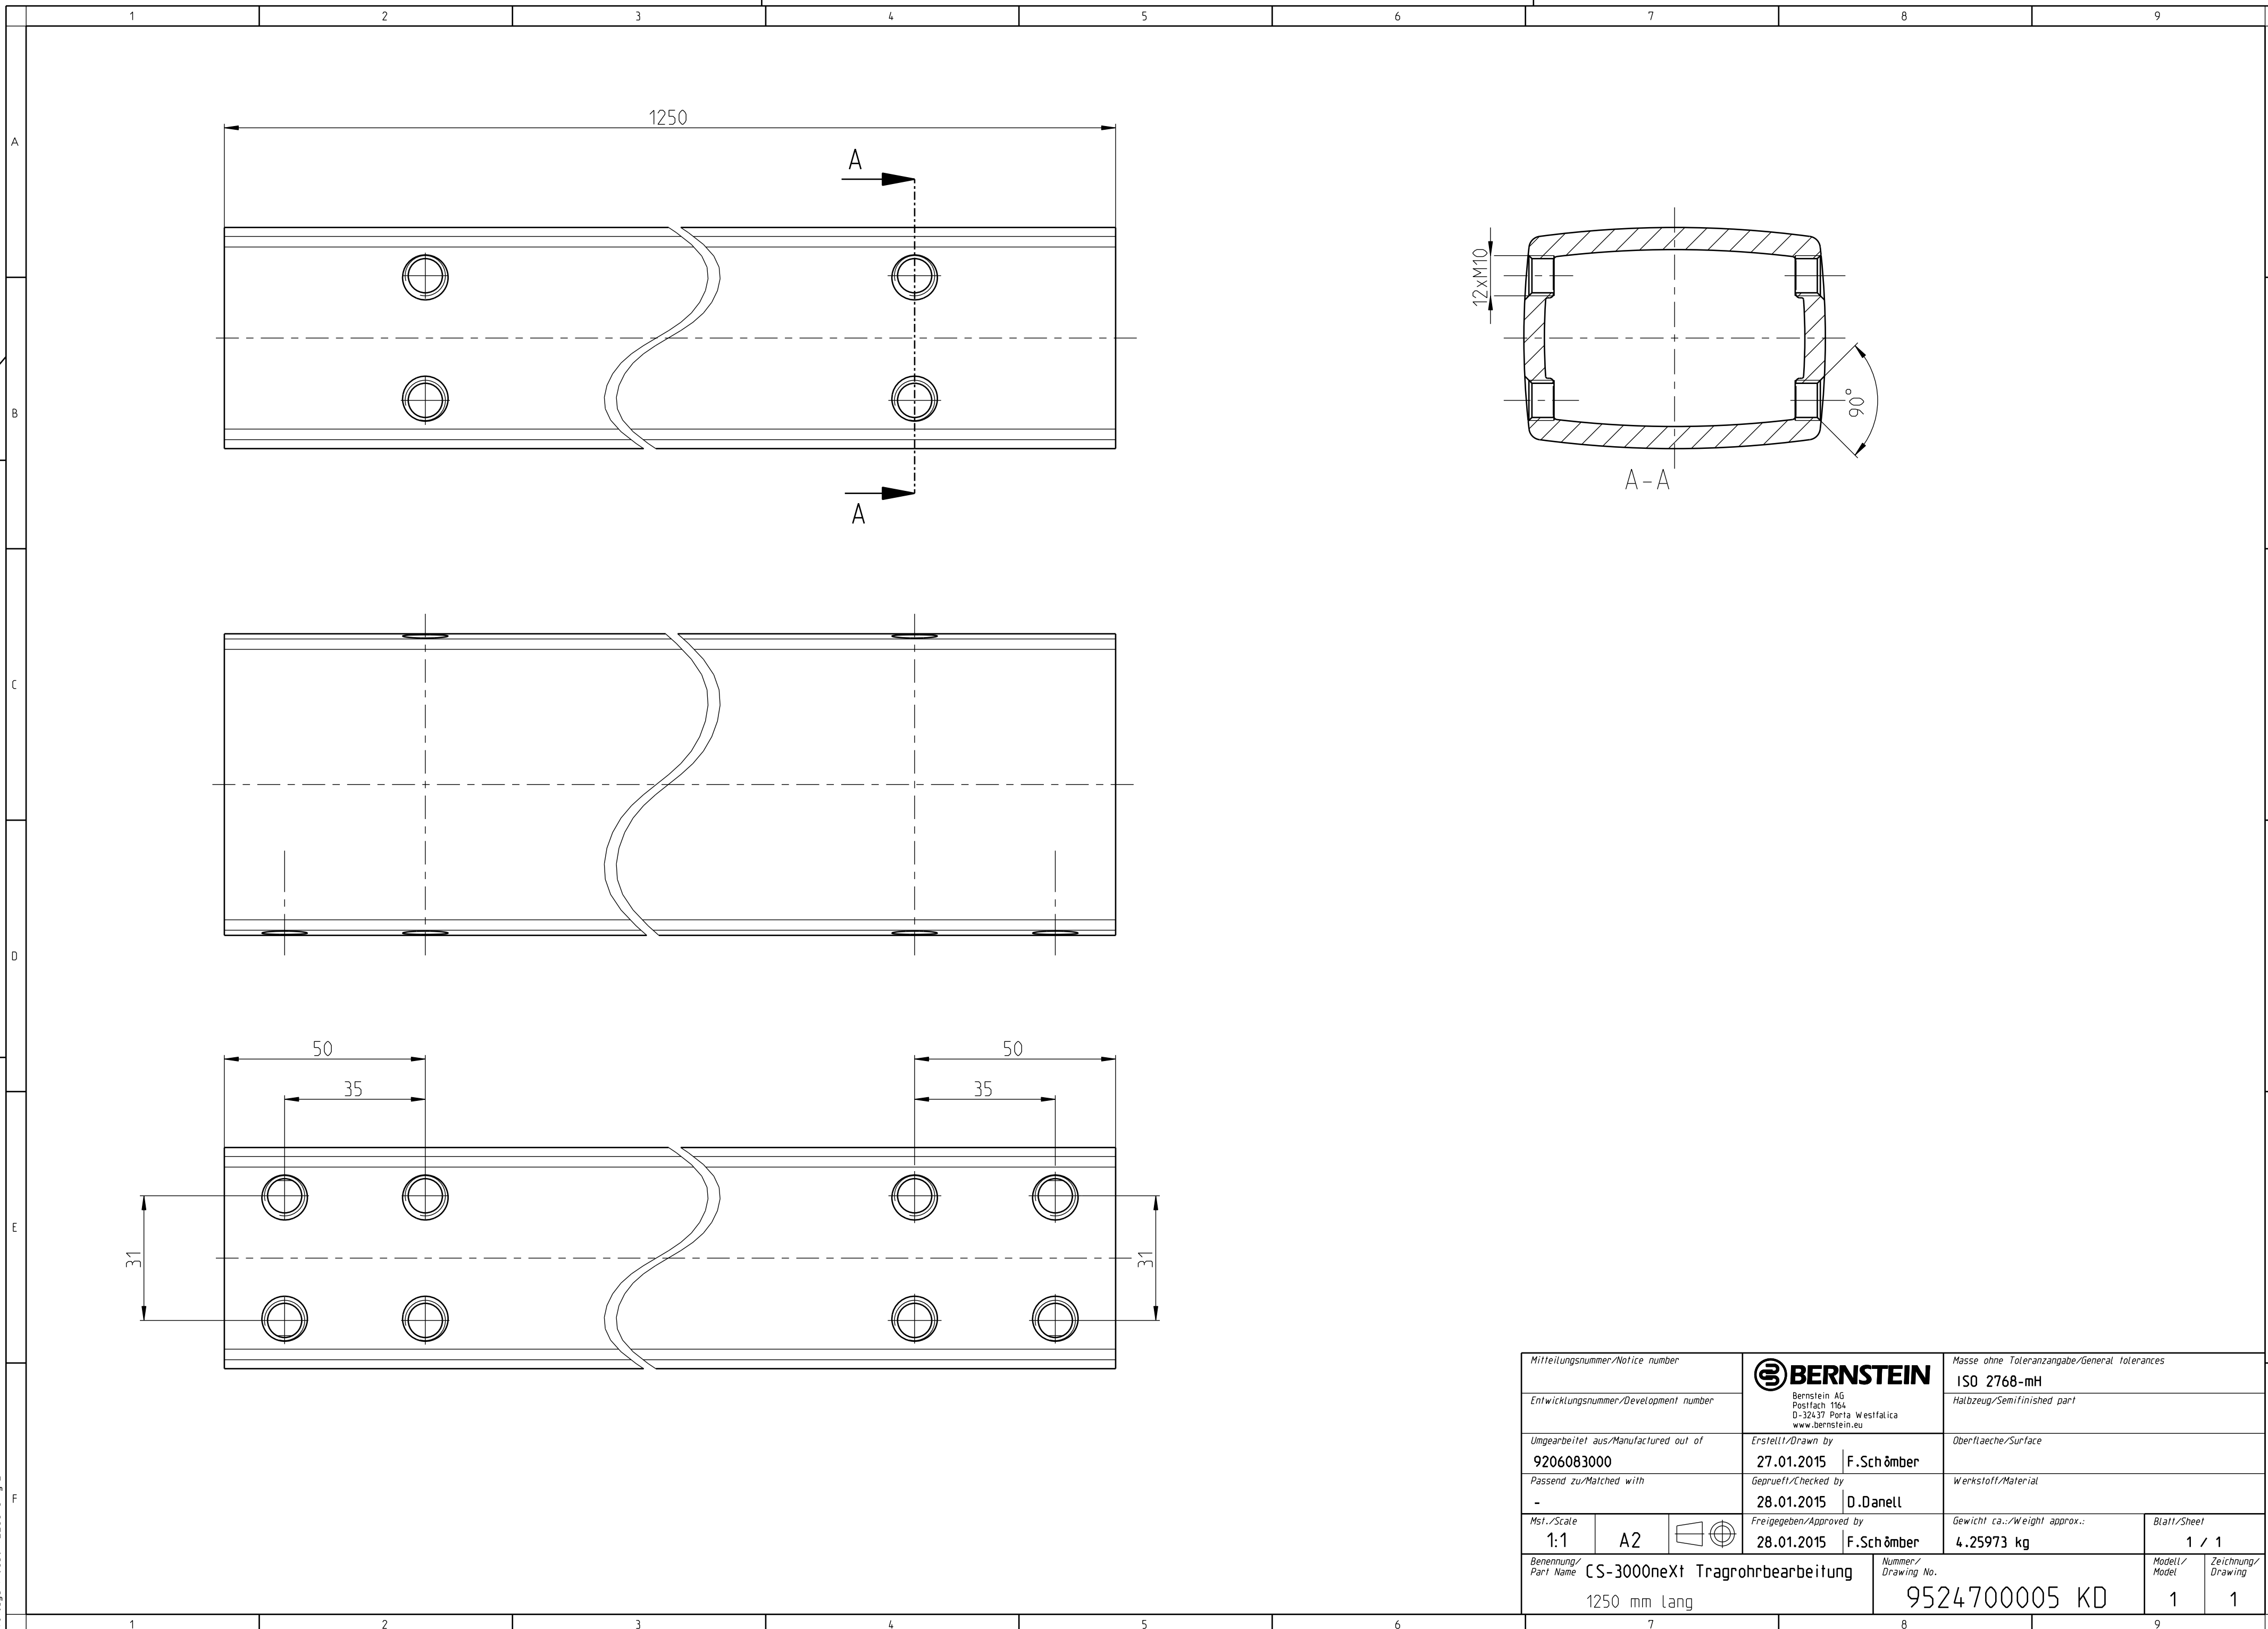 1 2 3 4 5 6 7 8 9
A
B
C
D
E
F
1250
A
A
12xM10
90°
A-A
50
50
35
35
31
31
Mitteilungsnummer/Notice number
BERNSTEIN
Bernstein AG
Postfach 1164
D-32437 Porta Westfalica
www.bernstein.eu
Masse ohne Toleranzangabe/General tolerances
ISO 2768-mH
Entwicklungsnummer/Development number
Halbzeug/Semifinished part
Umgearbeitet aus/Manufactured out of
9206083000
Erstellt/Drawn by
27.01.2015 F.Schömber
Oberflaeche/Surface
Passend zu/Matched with
-
Geprueft/Checked by
28.01.2015 D.Danell
Werkstoff/Material
Mst./Scale
1:1 A2
Freigegeben/Approved by
28.01.2015 F.Schömber
Gewicht ca.:/Weight approx.:
4.25973 kg
Blatt/Sheet
1 / 1
Benennung/
Part Name CS-3000neXt Tragrohrbearbeitung
1250 mm lang
Nummer/
Drawing No.
9524700005 KD
Modell/
Model
1
Zeichnung/
Drawing
1
1 2 3 4 5 6 7 8 9